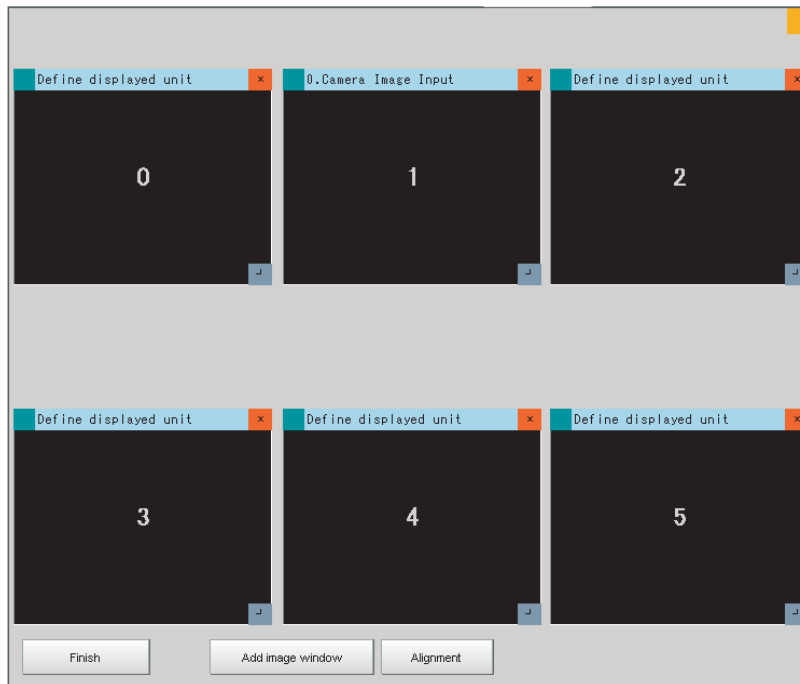 Define displayed unit ×
0.Camera Image Input ×
Define displayed unit ×
0
1
2
Define displayed unit ×
Define displayed unit ×
Define displayed unit ×
3
4
5
Finish
Add image window
Alignment